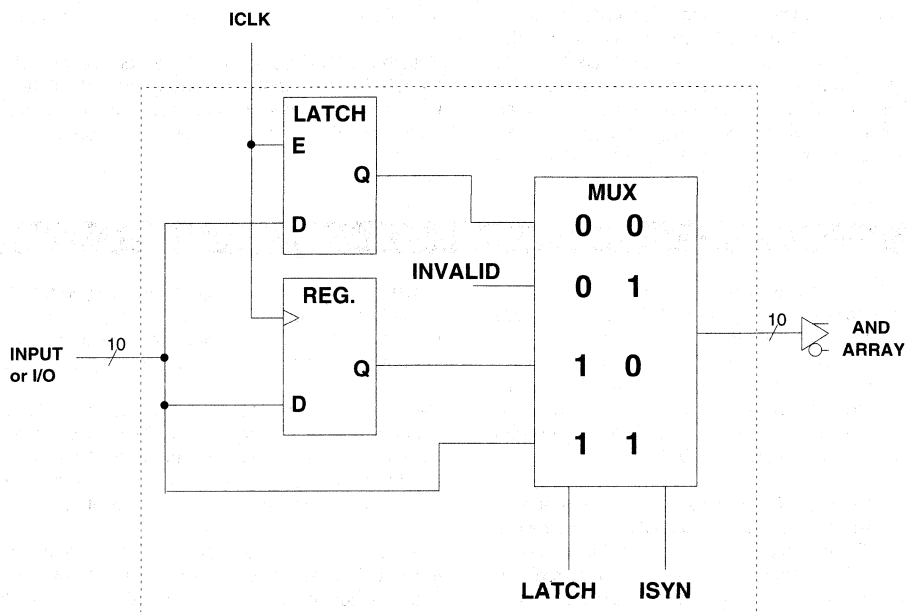 ICLK
LATCH
E
Q
D
MUX
0 0
INVALID
0 1
REG.
10
INPUT
or I/O
Q
1 0
D
10
AND
ARRAY
1 1
LATCH
ISYN